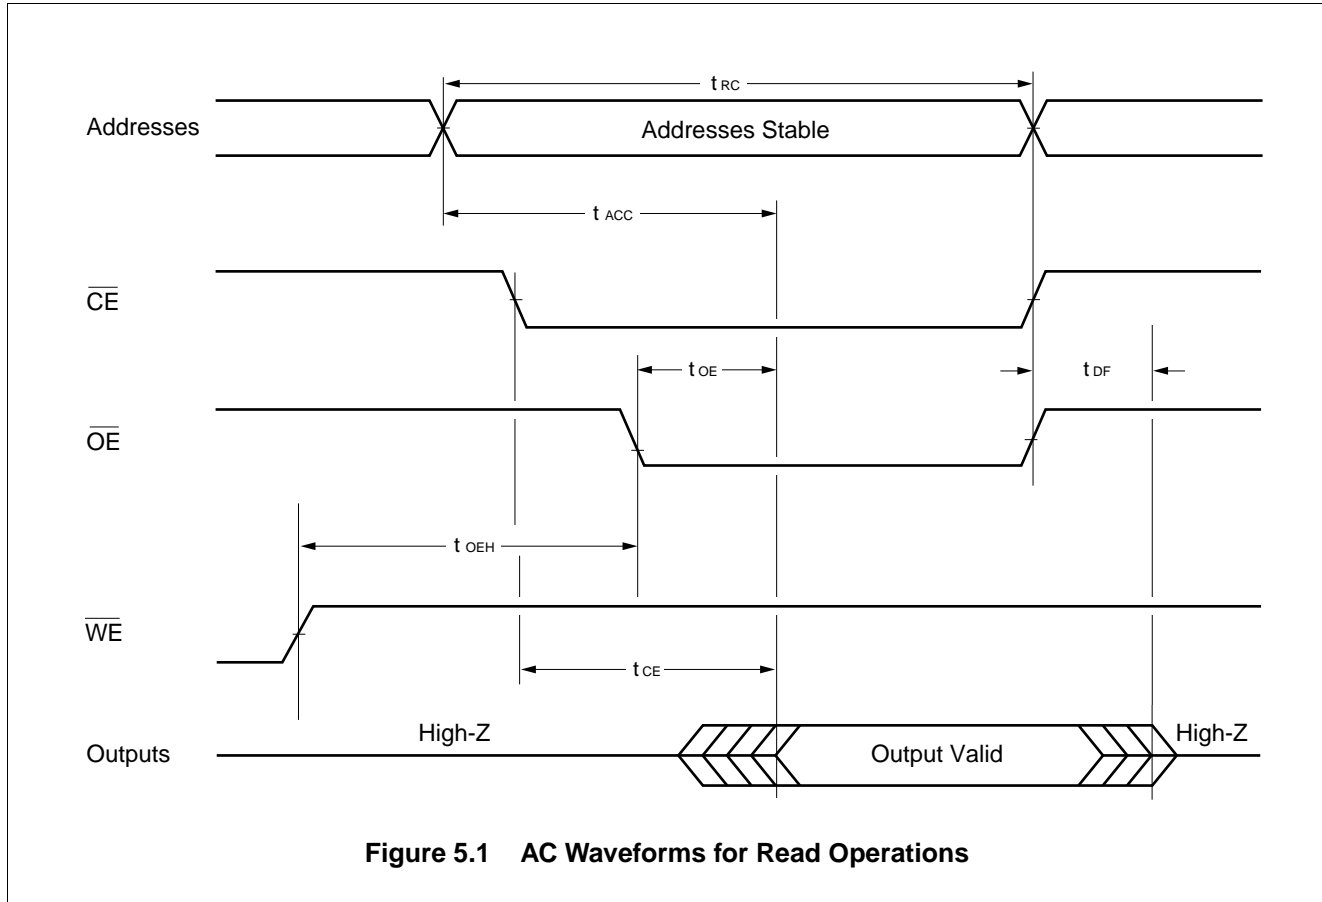 t RC
Addresses
Addresses Stable
t ACC
CE
t OE
t DF
OE
t OEH
WE
t CE
High-Z
High-Z
Outputs
Output Valid
Figure 5.1 AC Waveforms for Read Operations